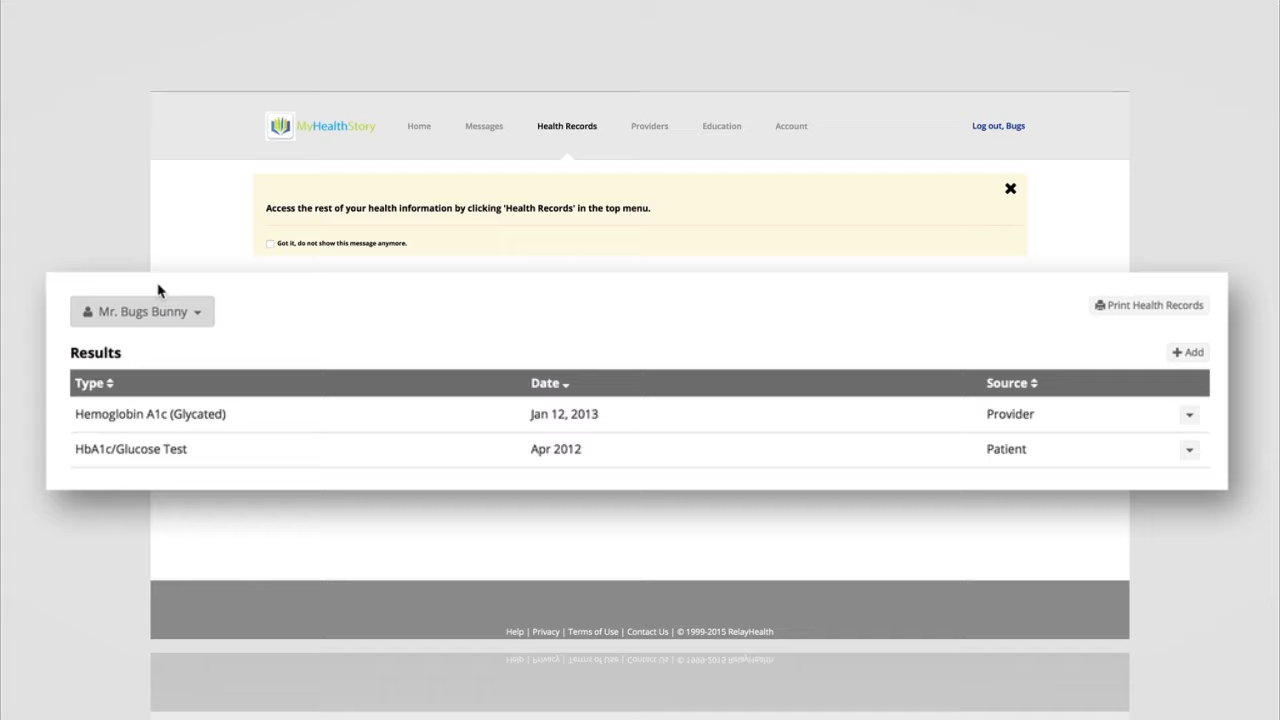 MyHealthStory Home Messages Health Records Providers Education Account Log out, Bugs
Access the rest of your health information by clicking 'Health Records' in the top menu.
Got it, do not show this message anymore.
Mr. Bugs Bunny Print Health Records
Results Add
Type Date Source
Hemoglobin A1c (Glycated) Jan 12, 2013 Provider
HbA1c/Glucose Test Apr 2012 Patient
Help | Privacy | Terms of Use | Contact Us | © 1999-2015 RelayHealth